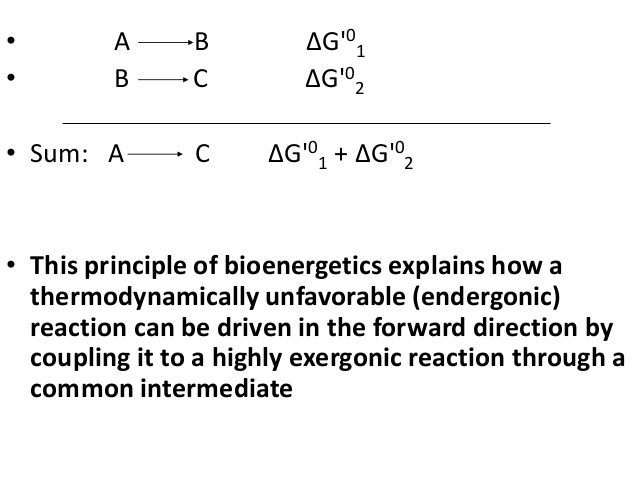 • A ⟶ B ΔG'⁰₁
• B ⟶ C ΔG'⁰₂
• Sum: A ⟶ C ΔG'⁰₁ + ΔG'⁰₂
• This principle of bioenergetics explains how a
thermodynamically unfavorable (endergonic)
reaction can be driven in the forward direction by
coupling it to a highly exergonic reaction through a
common intermediate